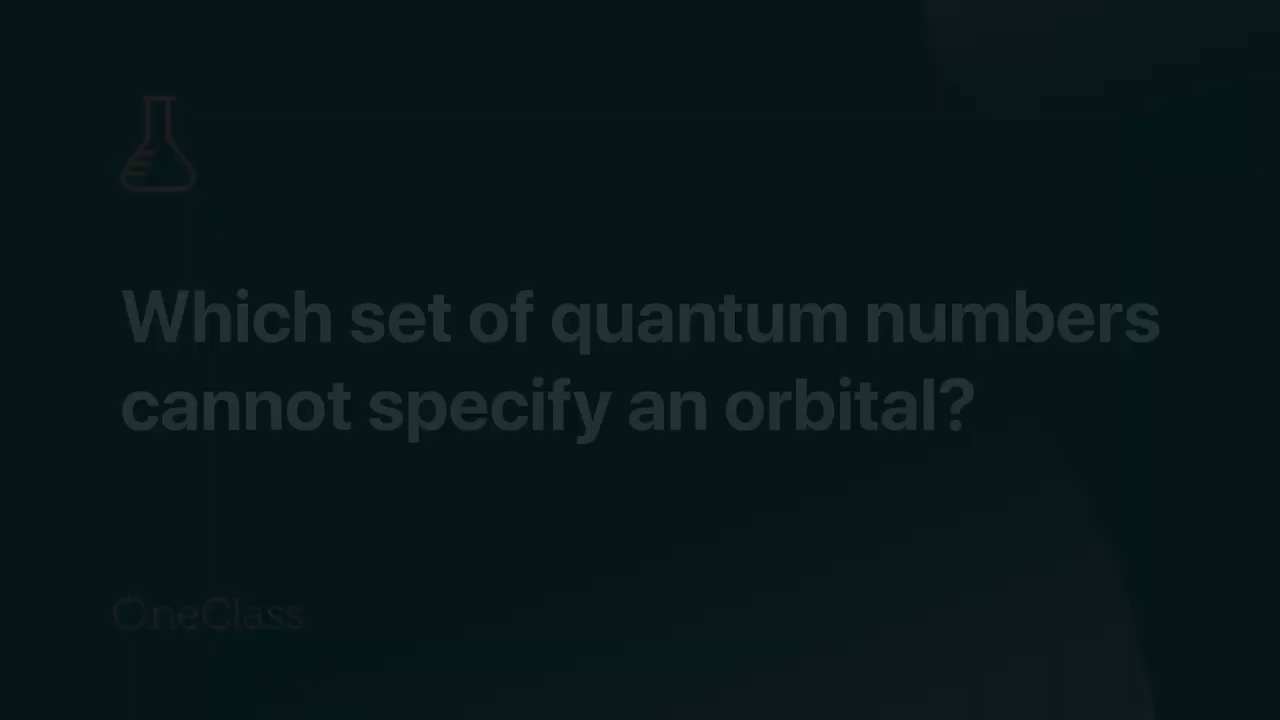 Which set of quantum numbers
cannot specify an orbital?
OneClass